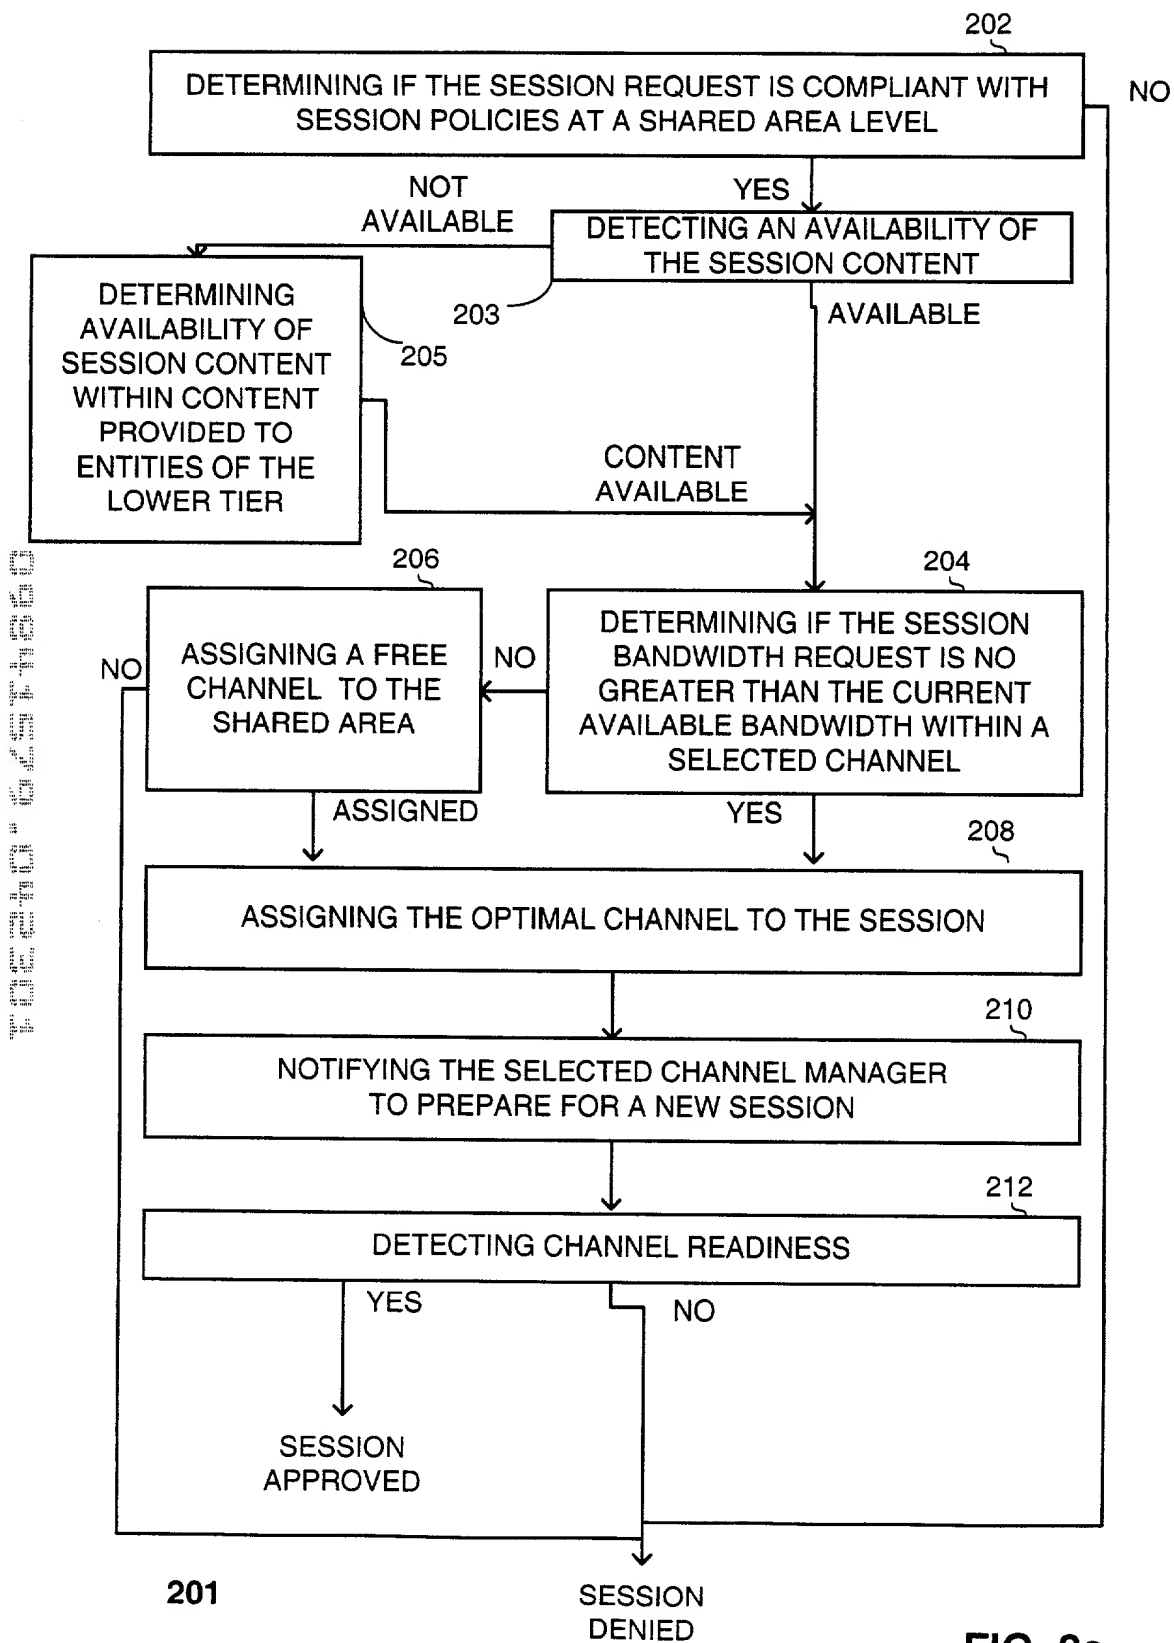 202
DETERMINING IF THE SESSION REQUEST IS COMPLIANT WITH
SESSION POLICIES AT A SHARED AREA LEVEL
NO
NOT
AVAILABLE
YES
DETECTING AN AVAILABILITY OF
THE SESSION CONTENT
203
AVAILABLE
DETERMINING
AVAILABILITY OF
SESSION CONTENT
WITHIN CONTENT
PROVIDED TO
ENTITIES OF THE
LOWER TIER
205
CONTENT
AVAILABLE
206
204
NO
ASSIGNING A FREE
CHANNEL TO THE
SHARED AREA
NO
DETERMINING IF THE SESSION
BANDWIDTH REQUEST IS NO
GREATER THAN THE CURRENT
AVAILABLE BANDWIDTH WITHIN A
SELECTED CHANNEL
ASSIGNED
YES
208
ASSIGNING THE OPTIMAL CHANNEL TO THE SESSION
210
NOTIFYING THE SELECTED CHANNEL MANAGER
TO PREPARE FOR A NEW SESSION
212
DETECTING CHANNEL READINESS
YES
NO
SESSION
APPROVED
201
SESSION
DENIED